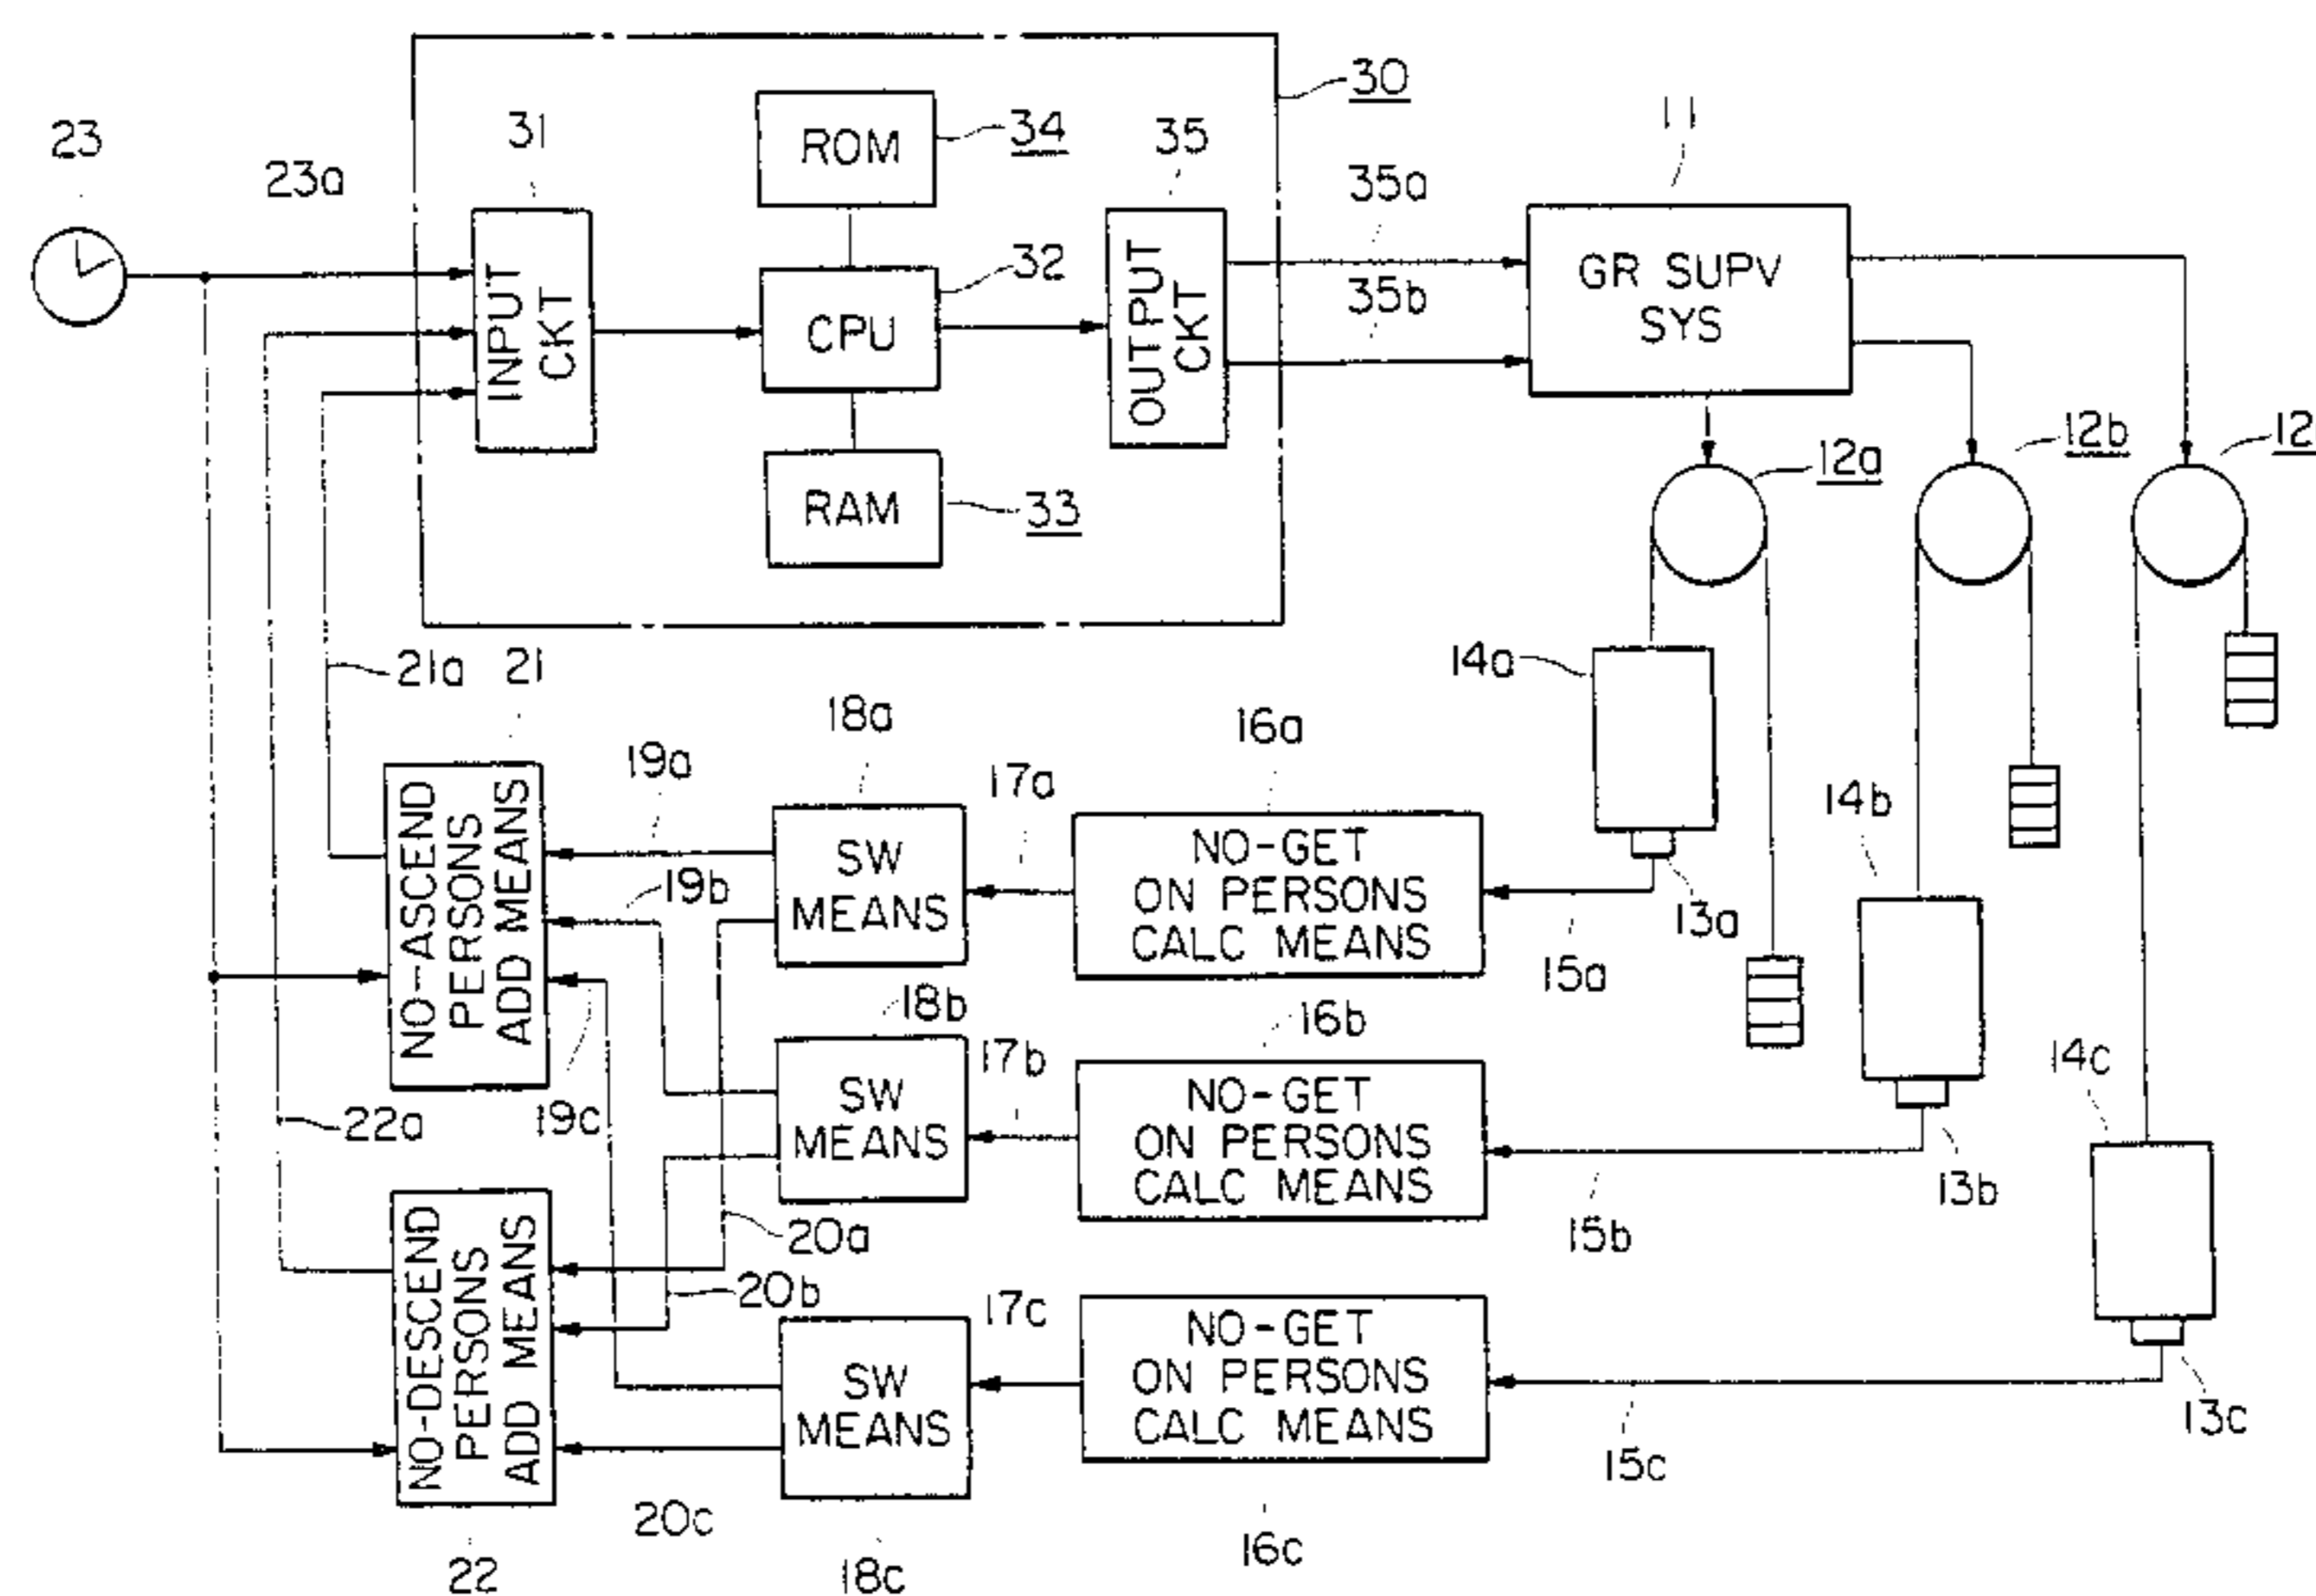 30
11
23
23a
31
ROM
34
35
35a
INPUT
CKT
CPU
32
OUTPUT
CKT
35b
GR SUPV
SYS
RAM
33
12a
12b
12
21a
21
14a
18a
16a
19a
17a
14b
NO-ASCEND
PERSONS
ADD MEANS
SW
MEANS
NO-GET
ON PERSONS
CALC MEANS
19b
13a
15a
18b
16b
17b
14c
22a
19c
SW
MEANS
NO-GET
ON PERSONS
CALC MEANS
13b
15b
20a
20b
17c
NO-DESCEND
PERSONS
ADD MEANS
SW
MEANS
NO-GET
ON PERSONS
CALC MEANS
13c
15c
20c
22
18c
16c